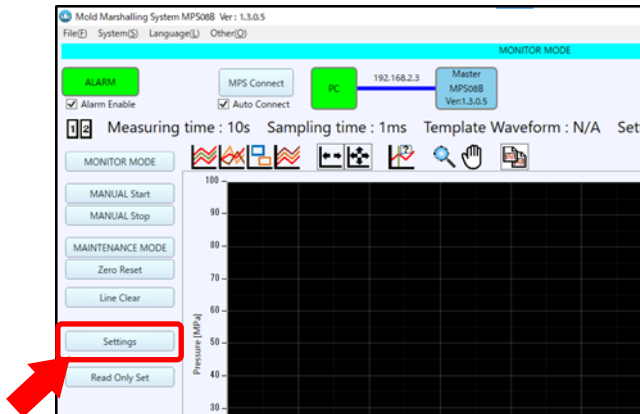 Mold Marshalling System MPS08B Ver : 1.3.0.5
File(F) System(S) Language(L) Other(O)
MONITOR MODE
ALARM
Alarm Enable
MPS Connect
Auto Connect
PC
192.168.2.3
Master
MPS08B
Ver:1.3.0.5
1 2 Measuring time : 10s Sampling time : 1ms Template Waveform : N/A Set
MONITOR MODE
MANUAL Start
MANUAL Stop
MAINTENANCE MODE
Zero Reset
Line Clear
Settings
Read Only Set
?
Pressure [MPa]
100
90
80
70
60
50
40
30